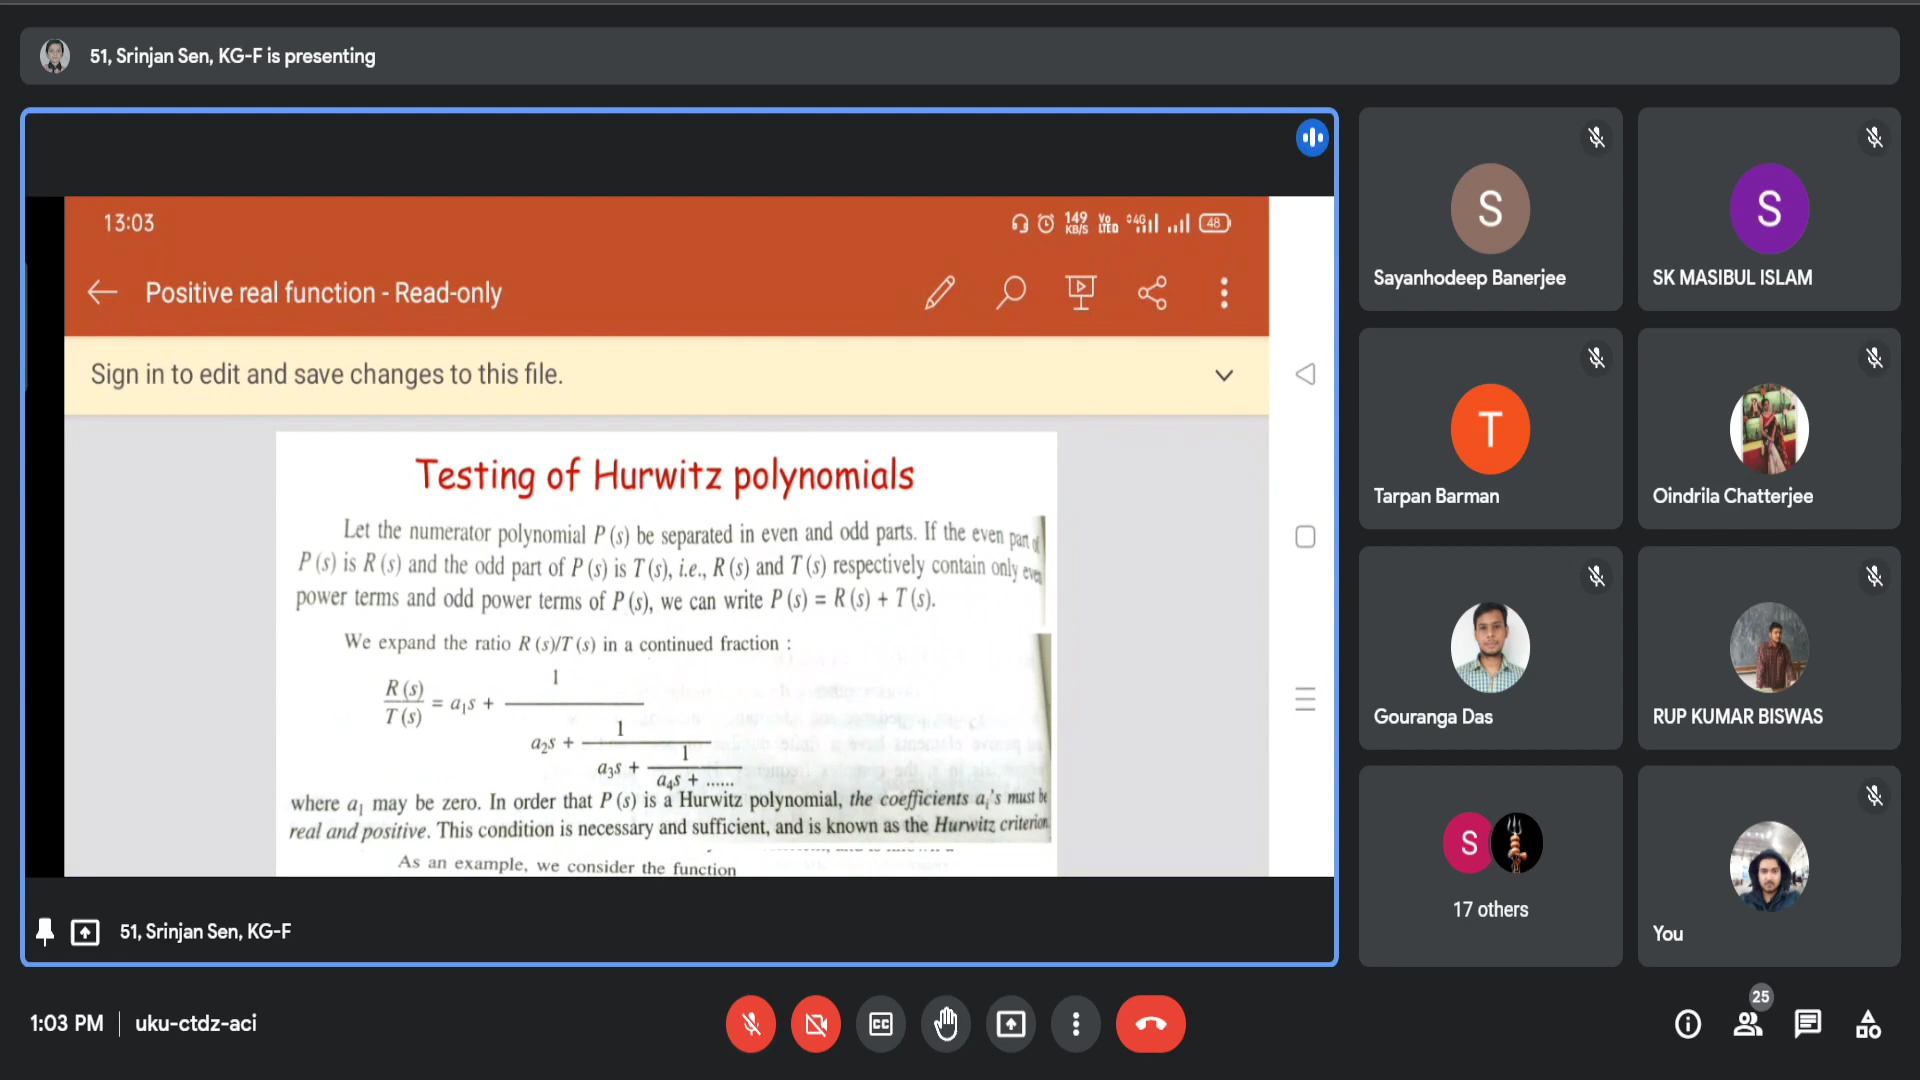 51, Srinjan Sen, KG-F is presenting
13:03
149 KB/S Vo LTED 4G 48
Positive real function - Read-only
Sign in to edit and save changes to this file.
Testing of Hurwitz polynomials
Let the numerator polynomial P (s) be separated in even and odd parts. If the even part of
P (s) is R (s) and the odd part of P (s) is T (s), i.e., R (s) and T (s) respectively contain only even
power terms and odd power terms of P (s), we can write P (s) = R (s) + T (s).
We expand the ratio R (s)/T (s) in a continued fraction :
1
R (s)
= a₁s +
T (s)
1
a₂s +
1
a₃s +
a₄s + ......
where a₁ may be zero. In order that P (s) is a Hurwitz polynomial, the coefficients aᵢ's must be
real and positive. This condition is necessary and sufficient, and is known as the Hurwitz criterion.
As an example, we consider the function
51, Srinjan Sen, KG-F
S
Sayanhodeep Banerjee
S
SK MASIBUL ISLAM
T
Tarpan Barman
Oindrila Chatterjee
Gouranga Das
RUP KUMAR BISWAS
S
17 others
You
1:03 PM | uku-ctdz-aci
CC
25